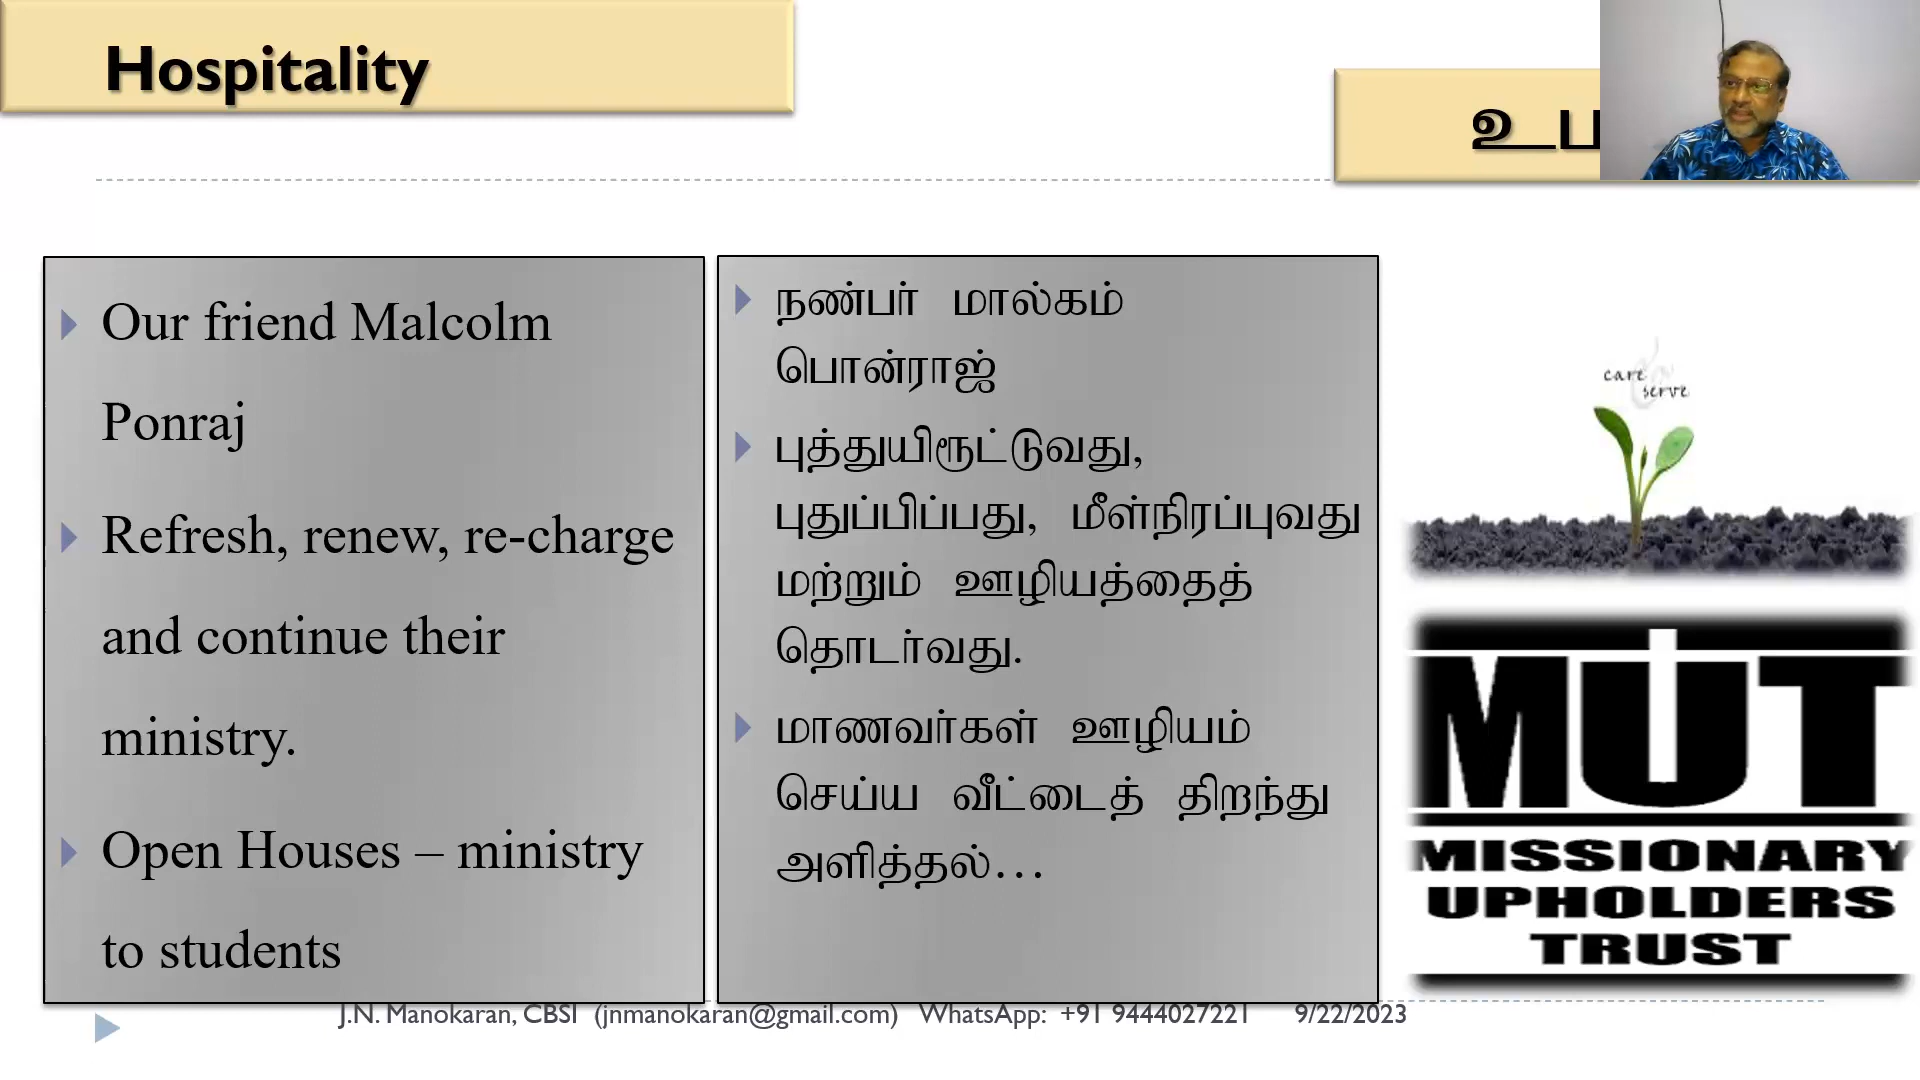 Hospitality
Our friend Malcolm
Ponraj
Refresh, renew, re-charge
and continue their
ministry.
Open Houses – ministry
to students
நண்பர் மால்கம்
பொன்ராஜ்
புத்துயிரூட்டுவது,
புதுப்பிப்பது, மீள்நிரப்புவது
மற்றும் ஊழியத்தைத்
தொடர்வது.
மாணவர்கள் ஊழியம்
செய்ய வீட்டைத் திறந்து
அளித்தல்...
care
serve
MUT
MISSIONARY
UPHOLDERS
TRUST
J.N. Manokaran, CBSI (jnmanokaran@gmail.com) WhatsApp: +91 9444027221 9/22/2023